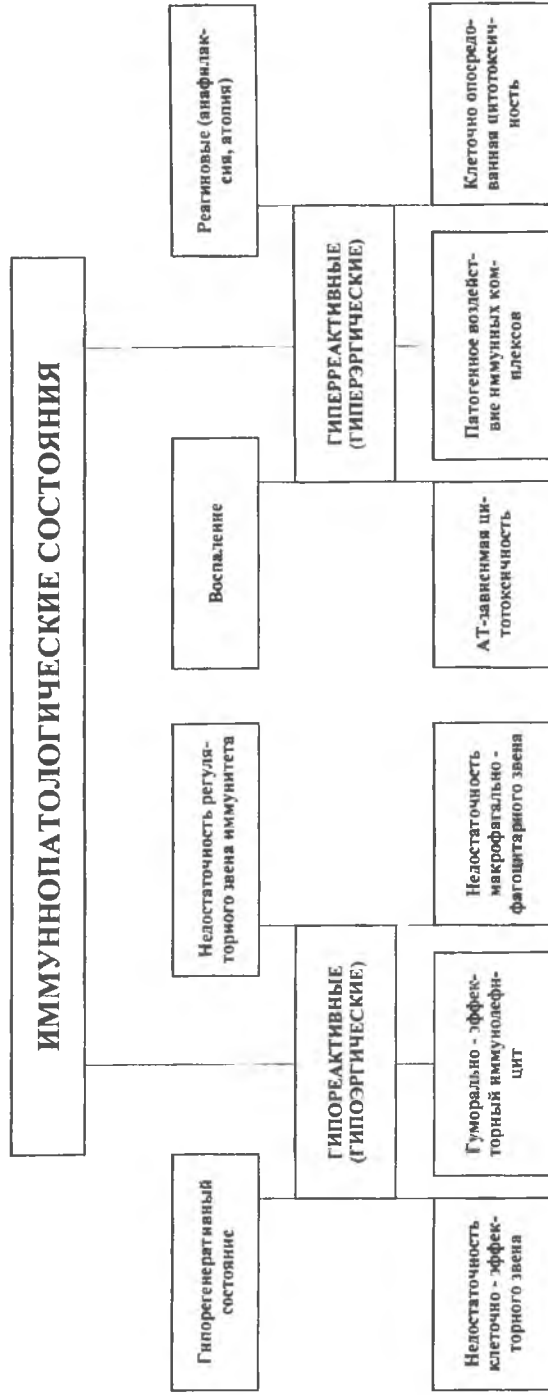 ИММУННОПАТОЛОГИЧЕСКИЕ СОСТОЯНИЯ
Гипорегенеративный
состояние
Недостаточность регуля-
торного звена иммунитета
Воспаление
Реагиновые (анафилак-
сия, атопия)
ГИПОРЕАКТИВНЫЕ
(ГИПОЭРГИЧЕСКИЕ)
ГИПЕРРЕАКТИВНЫЕ
(ГИПЕРЭРГИЧЕСКИЕ)
Недостаточность
клеточно - эффек-
торного звена
Гуморально - эффек-
торный иммунодефи-
цит
Недостаточность
макрофагально -
фагоцитарного звена
АТ-зависимая ци-
тотоксичность
Патогенное воздейст-
вие иммунных ком-
плексов
Клеточно опосредо-
ванная цитотоксич-
ность